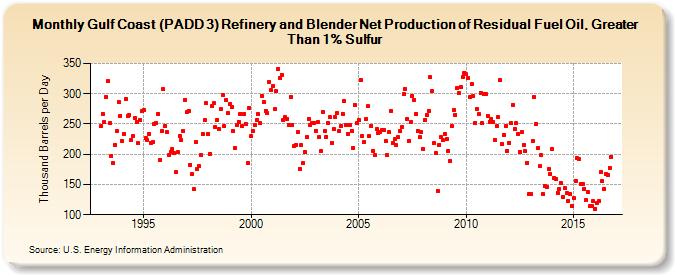 Monthly Gulf Coast (PADD 3) Refinery and Blender Net Production of Residual Fuel Oil, Greater
Than 1% Sulfur
Thousand Barrels per Day
350
300
250
200
150
100
1995
2000
2005
2010
2015
Source: U.S. Energy Information Administration